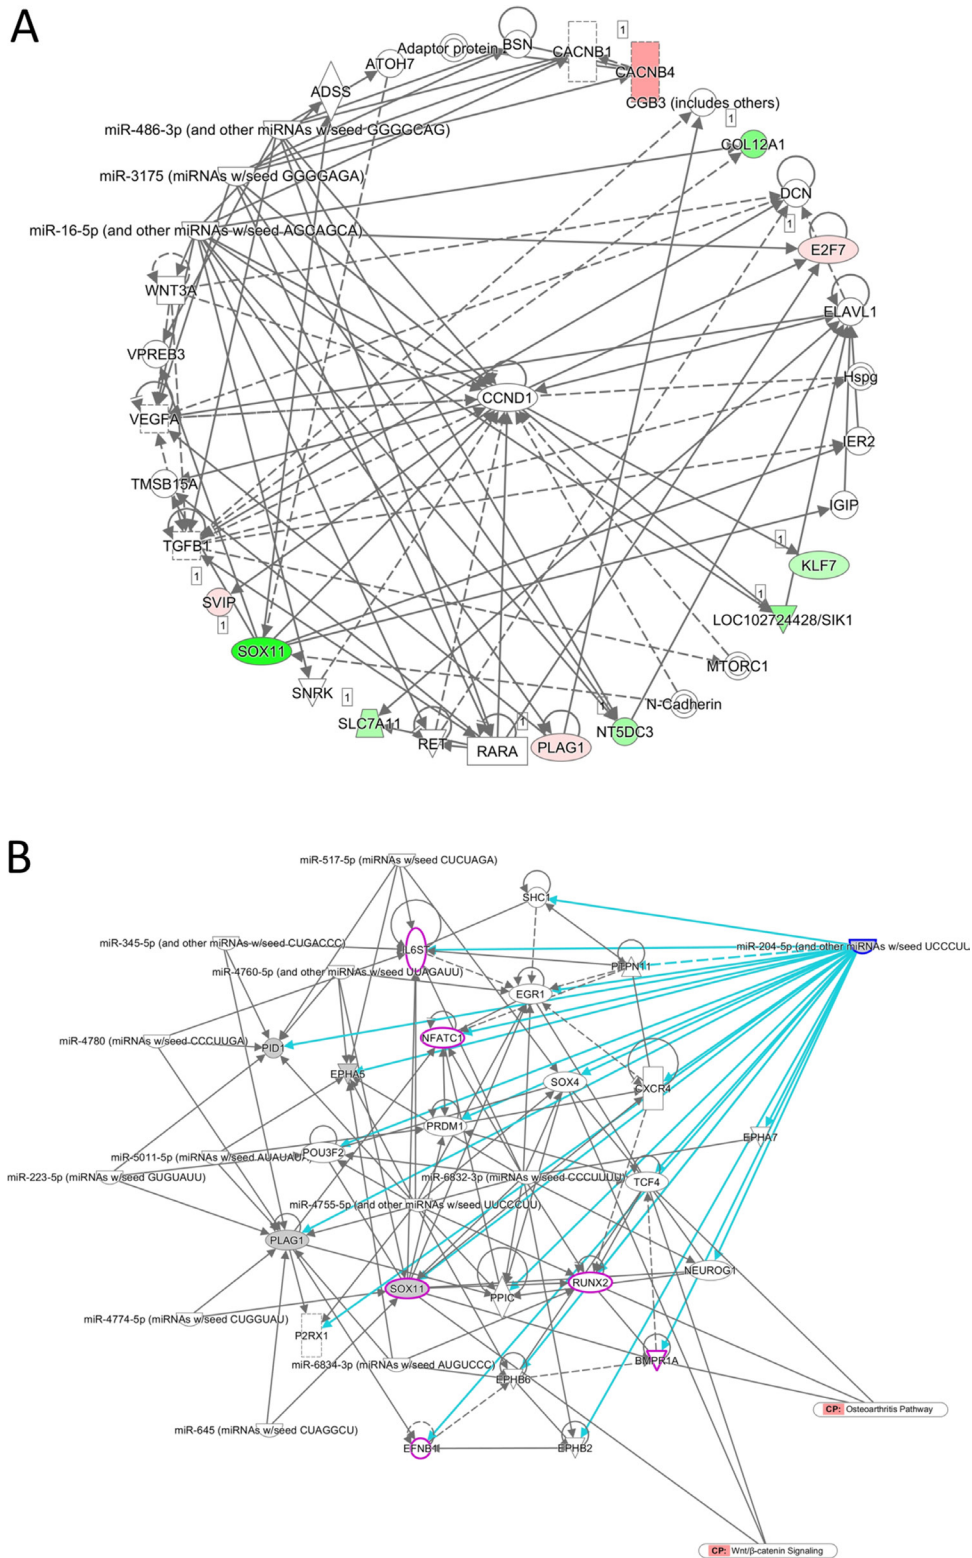 A
Adaptor protein
BSN
CACNB1
1
CACNB4
ATOH7
ADSS
CGB3 (includes others)
1
COL12A1
miR-486-3p (and other miRNAs w/seed GGGGCAG)
miR-3175 (miRNAs w/seed GGGGAGA)
DCN
1
miR-16-5p (and other miRNAs w/seed AGCAGCA)
E2F7
WNT3A
ELAVL1
VPREB3
Hspg
CCND1
VEGFA
IER2
TMSB15A
IGIP
TGFB1
1
KLF7
1
SVIP
1
1
LOC102724428/SIK1
SOX11
MTORC1
SNRK
1
N-Cadherin
SLC7A11
1
1
NT5DC3
RET
RARA
PLAG1
B
miR-517-5p (miRNAs w/seed CUCUAGA)
SHC1
miR-345-5p (and other miRNAs w/seed CUGACCC)
L6ST
miR-204-5p (and other miRNAs w/seed UCCCUU
miR-4760-5p (and other miRNAs w/seed UUAGAUU)
PTPN11
EGR1
miR-4780 (miRNAs w/seed CCCUUGA)
PID1
NFATC1
EPHA5
SOX4
CXCR4
PRDM1
EPHA7
miR-5011-5p (miRNAs w/seed AUAUAU
POU3F2
miR-223-5p (miRNAs w/seed GUGUAUU)
miR-6832-3p (miRNAs w/seed CCCUUUU)
TCF4
miR-4755-5p (and other miRNAs w/seed UUCCCUU)
PLAG1
NEUROG1
SOX11
PPIC
RUNX2
miR-4774-5p (miRNAs w/seed CUGGUAU)
P2RX1
miR-6834-3p (miRNAs w/seed AUGUCCC)
BMPR1A
EPHB6
CP: Osteoarthritis Pathway
miR-645 (miRNAs w/seed CUAGGCU)
EFNB1
EPHB2
CP: Wnt/β-catenin Signaling